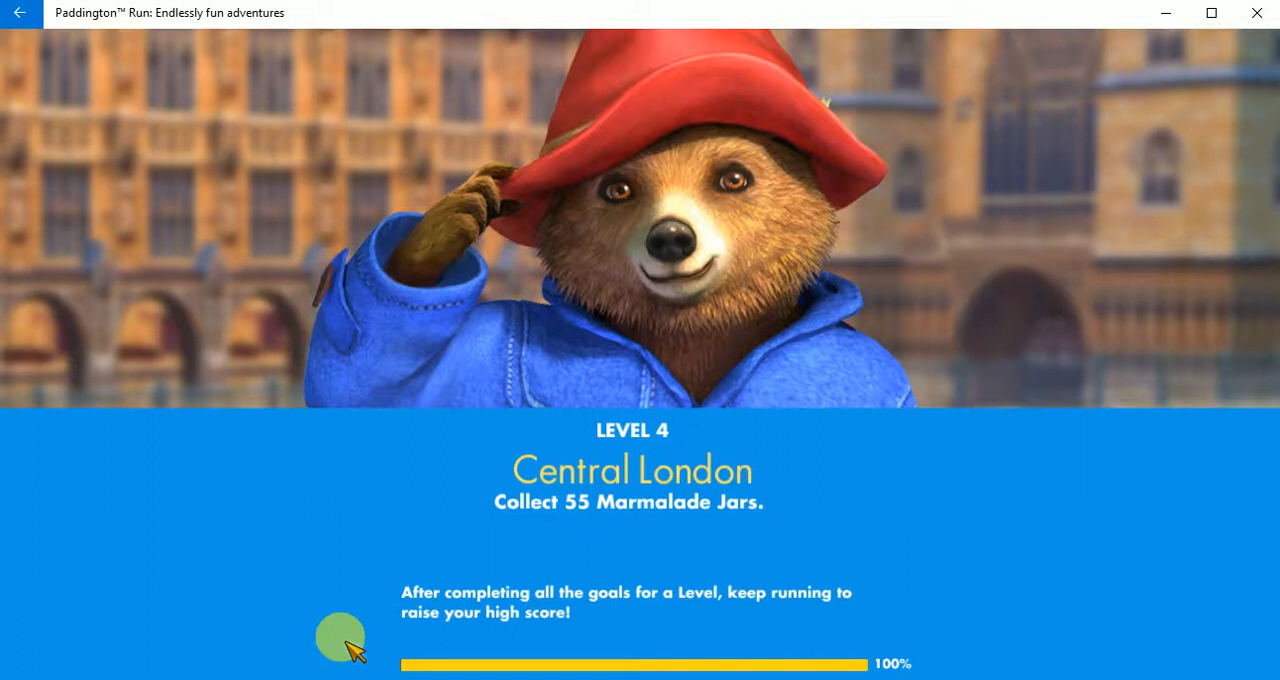 Paddington™ Run: Endlessly fun adventures
LEVEL 4
Central London
Collect 55 Marmalade Jars.
After completing all the goals for a Level, keep running to
raise your high score!
100%